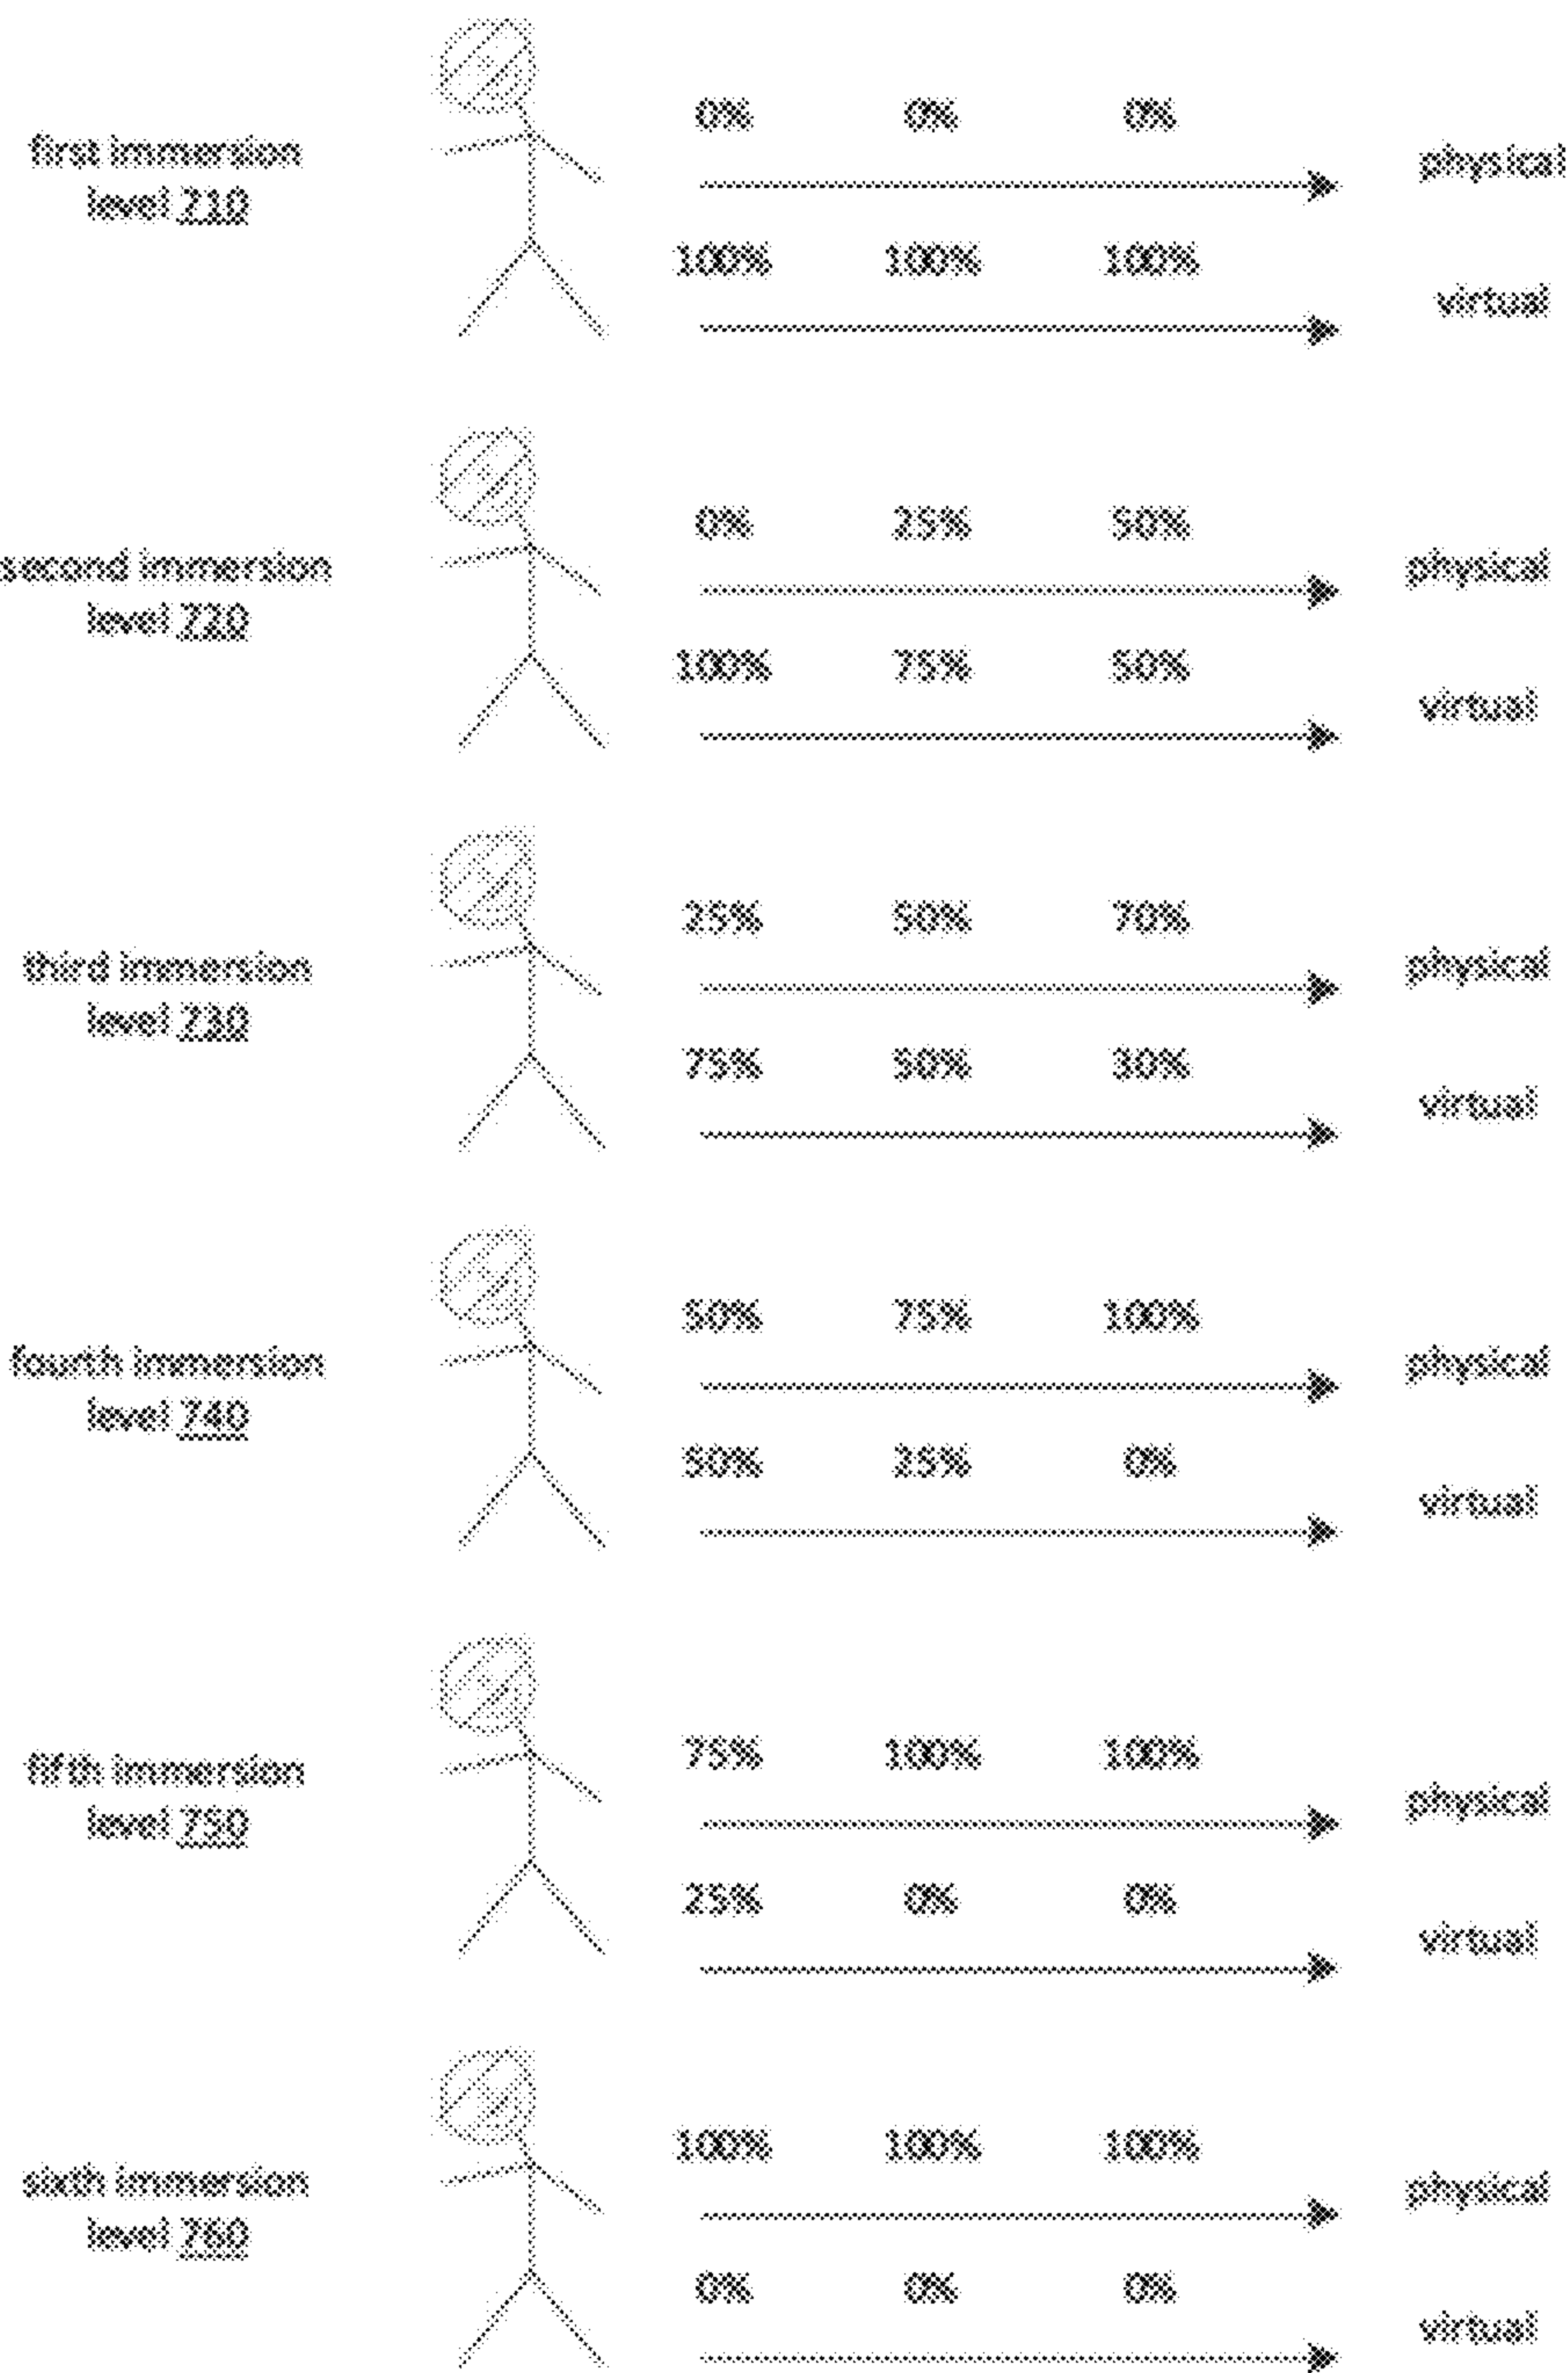 0% 0% 0%
first immersion
level 710
physical
100% 100% 100%
virtual
0% 25% 50%
second immersion
level 720
physical
100% 75% 50%
virtual
25% 50% 70%
third immersion
level 730
physical
75% 50% 30%
virtual
50% 75% 100%
fourth immersion
level 740
physical
50% 25% 0%
virtual
75% 100% 100%
fifth immersion
level 750
physical
25% 0% 0%
virtual
100% 100% 100%
sixth immersion
level 760
physical
0% 0% 0%
virtual